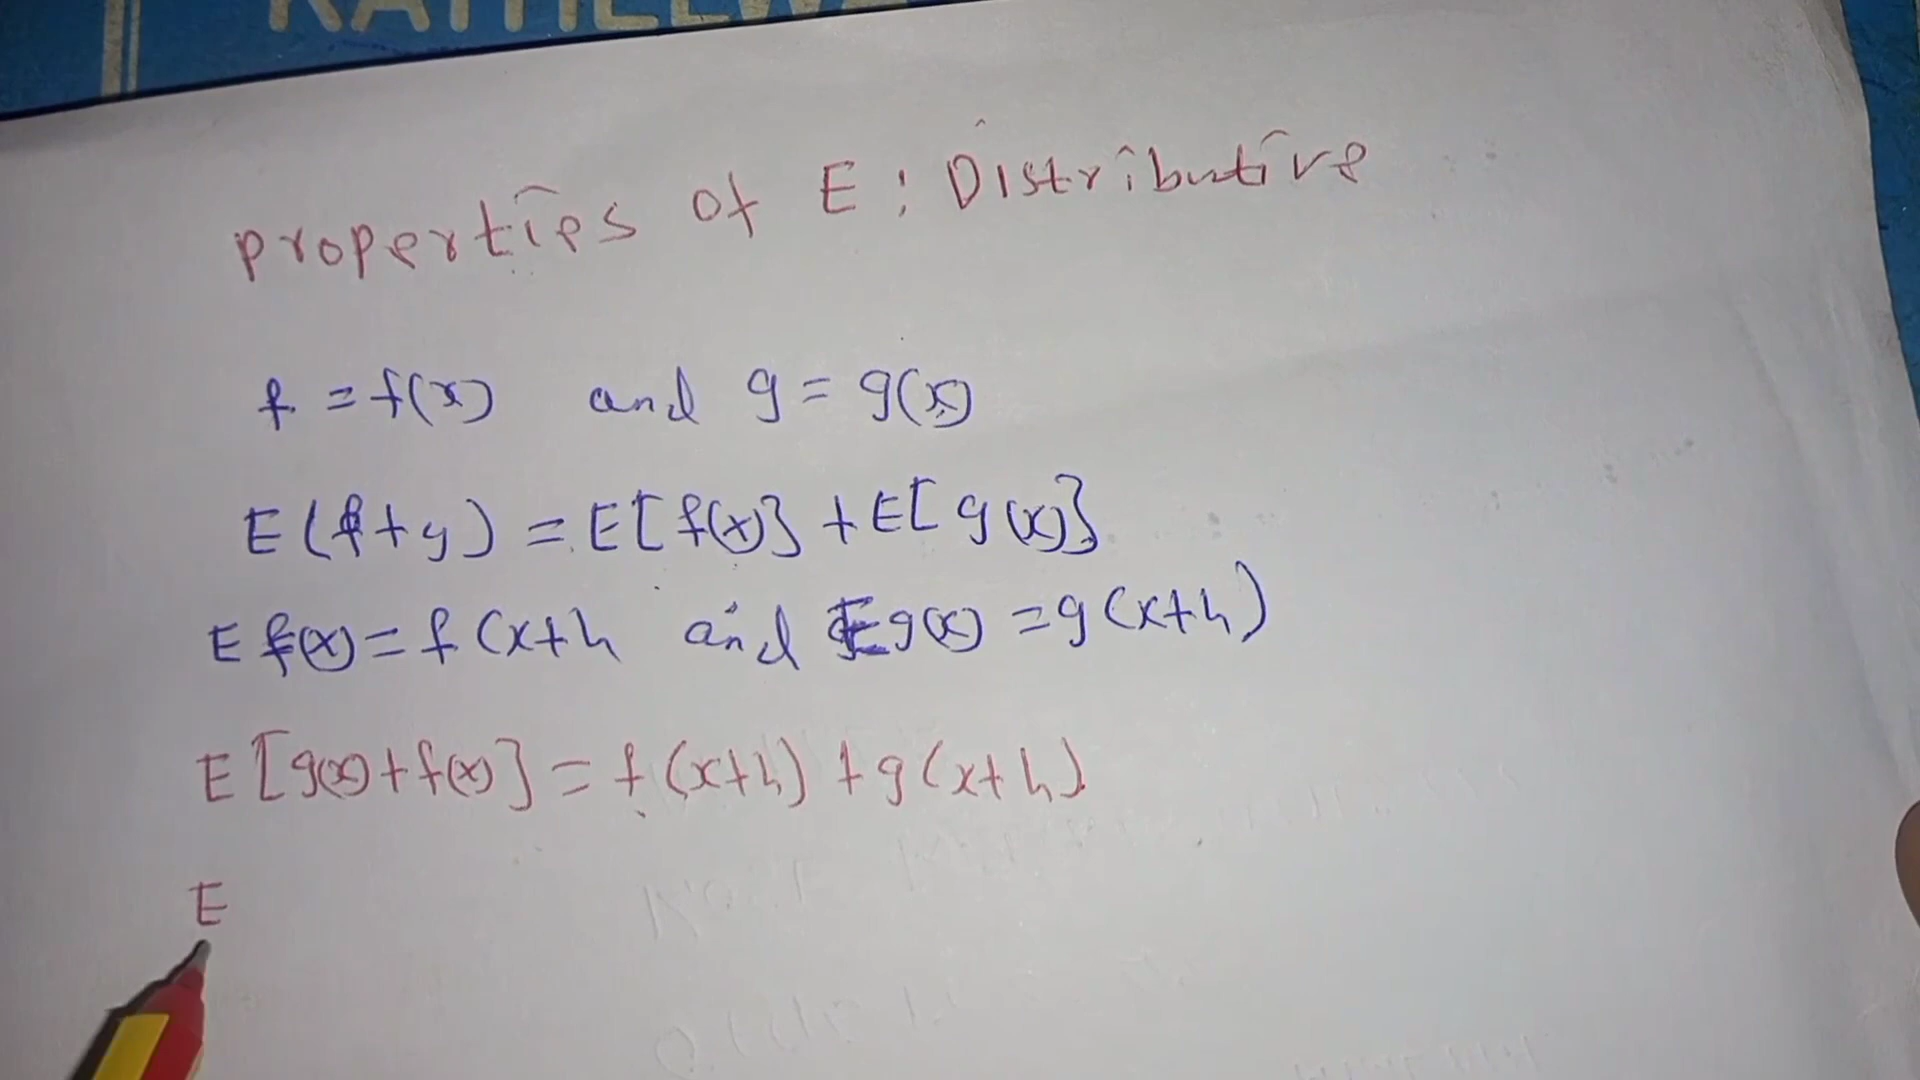 properties of E : Distributive
f = f(x) and g = g(x)
E(f+g) = E[f(x)] + E[g(x)]
E f(x) = f(x+h and E g(x) = g(x+h)
E[g(x)+f(x)] = f(x+h) + g(x+h)
E